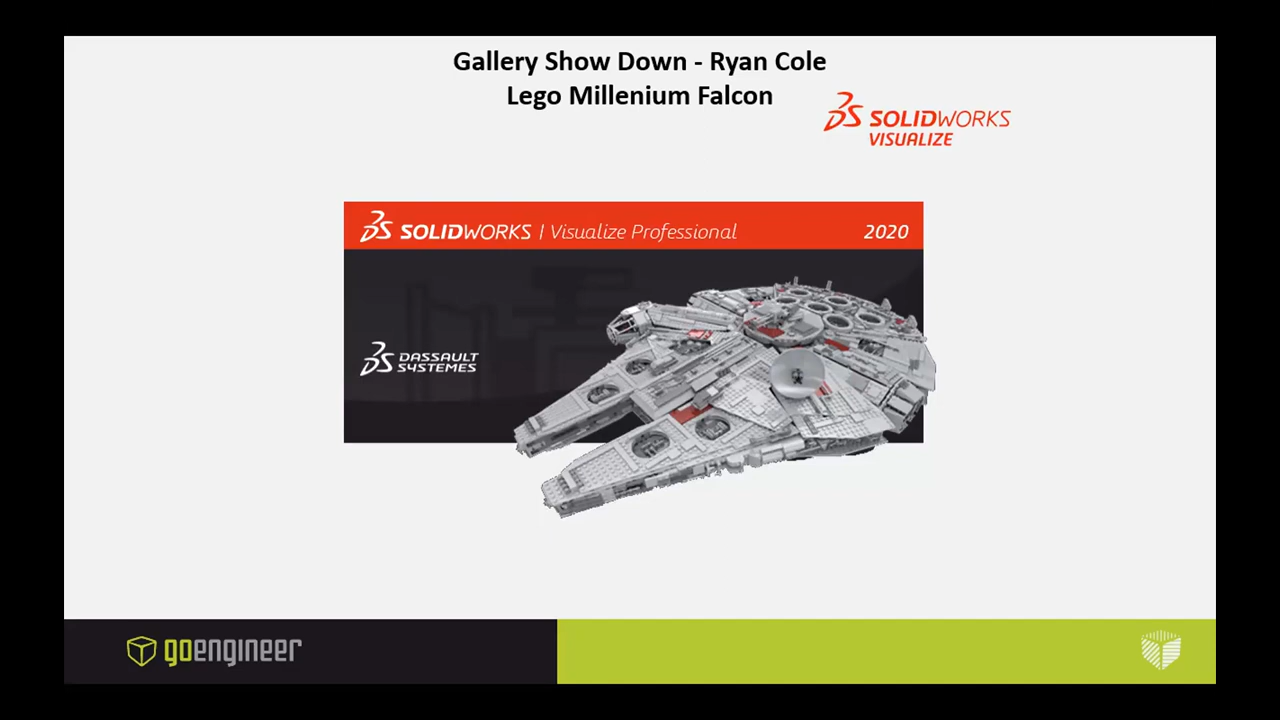 Gallery Show Down - Ryan Cole
Lego Millenium Falcon
SOLIDWORKS
VISUALIZE
SOLIDWORKS | Visualize Professional 2020
DASSAULT
SYSTEMES
goengineer